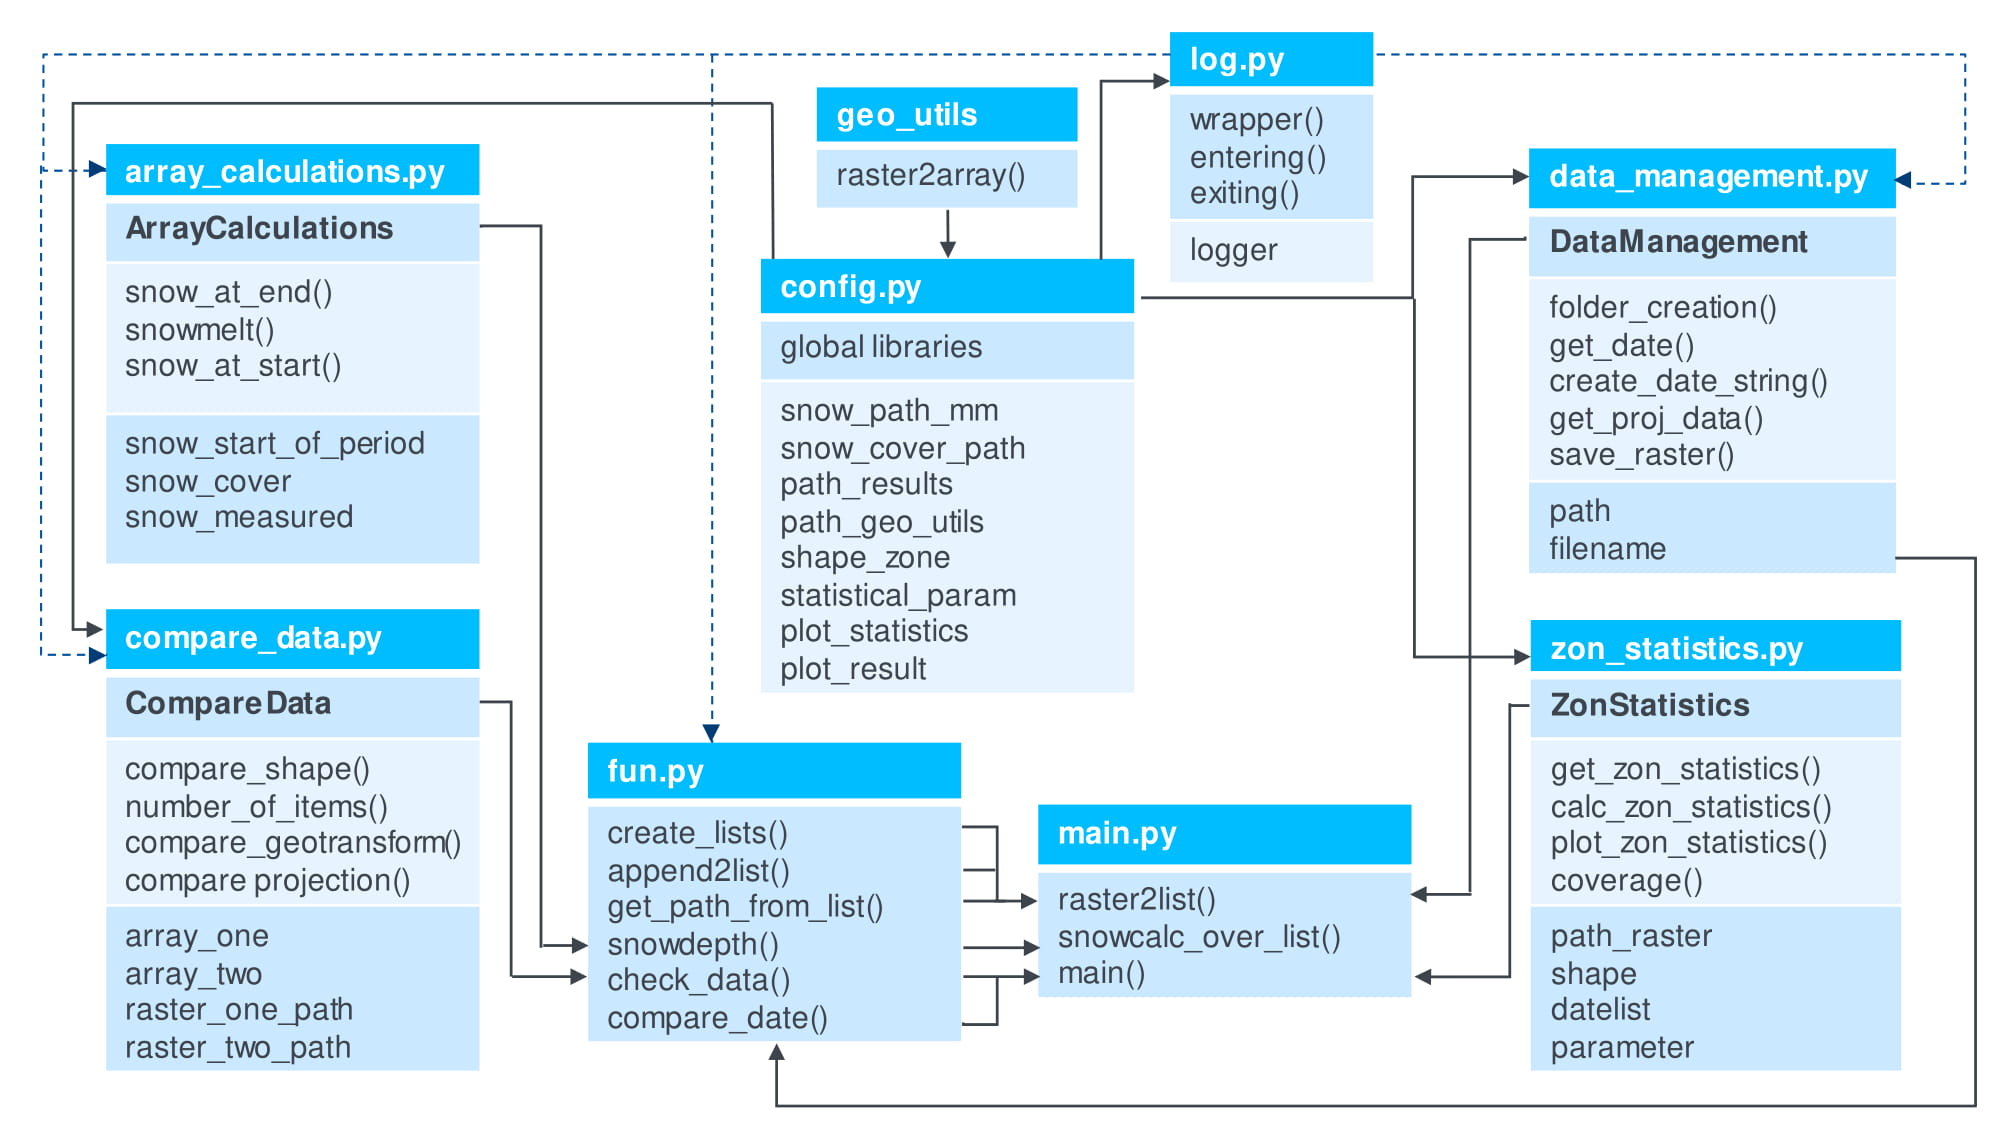 log.py
wrapper()
entering()
exiting()
logger
geo_utils
raster2array()
array_calculations.py
ArrayCalculations
snow_at_end()
snowmelt()
snow_at_start()
snow_start_of_period
snow_cover
snow_measured
config.py
global libraries
snow_path_mm
snow_cover_path
path_results
path_geo_utils
shape_zone
statistical_param
plot_statistics
plot_result
data_management.py
DataManagement
folder_creation()
get_date()
create_date_string()
get_proj_data()
save_raster()
path
filename
compare_data.py
CompareData
compare_shape()
number_of_items()
compare_geotransform()
compare projection()
array_one
array_two
raster_one_path
raster_two_path
fun.py
create_lists()
append2list()
get_path_from_list()
snowdepth()
check_data()
compare_date()
main.py
raster2list()
snowcalc_over_list()
main()
zon_statistics.py
ZonStatistics
get_zon_statistics()
calc_zon_statistics()
plot_zon_statistics()
coverage()
path_raster
shape
datelist
parameter